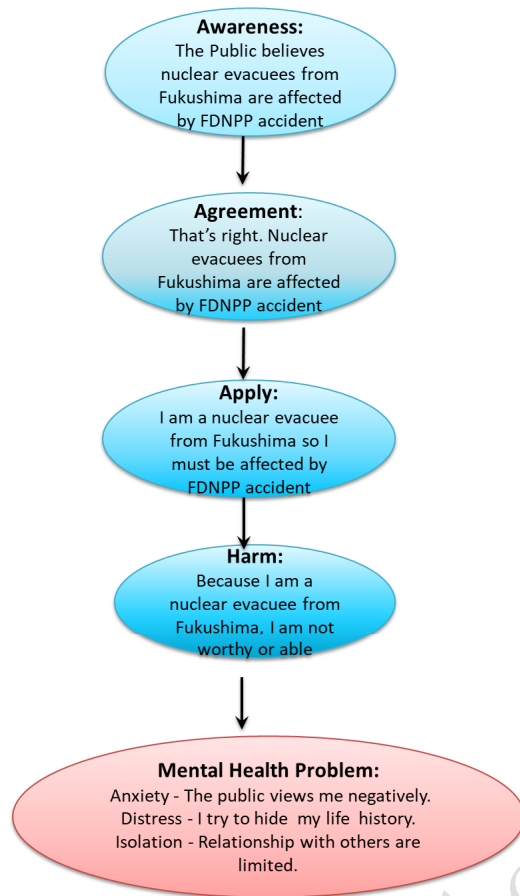 Awareness:
The Public believes
nuclear evacuees from
Fukushima are affected
by FDNPP accident
Agreement:
That's right. Nuclear
evacuees from
Fukushima are affected
by FDNPP accident
Apply:
I am a nuclear evacuee
from Fukushima so I
must be affected by
FDNPP accident
Harm:
Because I am a
nuclear evacuee from
Fukushima, I am not
worthy or able
Mental Health Problem:
Anxiety - The public views me negatively.
Distress - I try to hide my life history.
Isolation - Relationship with others are
limited.